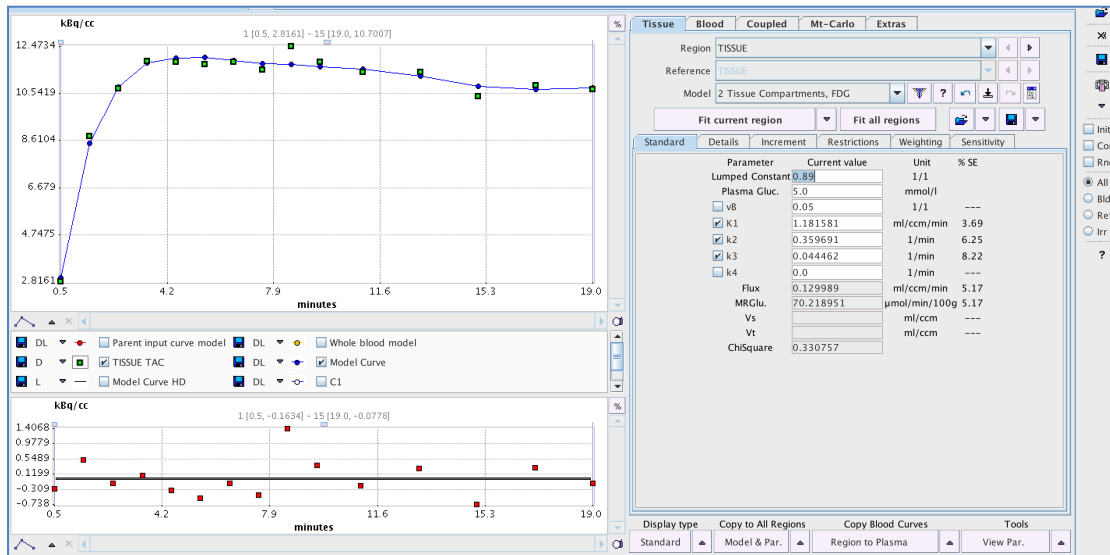 kBq/cc
1 [0.5, 2.8161] - 15 [19.0, 10.7007]
%
12.4734
10.5419
8.6104
6.679
4.7475
2.8161
0.5 4.2 7.9 11.6 15.3 19.0
minutes
DL Parent input curve model DL Whole blood model
D TISSUE TAC DL Model Curve
L Model Curve HD DL C1
kBq/cc
1 [0.5, -0.1634] - 15 [19.0, -0.0778]
%
1.4068
0.9779
0.5489
0.1199
-0.309
-0.738
0.5 4.2 7.9 11.6 15.3 19.0
minutes
Tissue Blood Coupled Mt-Carlo Extras
Region TISSUE
Reference TISSUE
Model 2 Tissue Compartments, FDG ?
Fit current region Fit all regions
Standard Details Increment Restrictions Weighting Sensitivity
Parameter Current value Unit % SE
Lumped Constant 0.89 1/1
Plasma Gluc. 5.0 mmol/l
vB 0.05 1/1 ---
K1 1.181581 ml/ccm/min 3.69
k2 0.359691 1/min 6.25
k3 0.044462 1/min 8.22
k4 0.0 1/min ---
Flux 0.129989 ml/ccm/min 5.17
MRGlu. 70.218951 μmol/min/100g 5.17
Vs ml/ccm ---
Vt ml/ccm ---
ChiSquare 0.330757
Display type Copy to All Regions Copy Blood Curves Tools
Standard Model & Par. Region to Plasma View Par.
Init
Cor
Rn
All
Bld
Ref
Irr
?